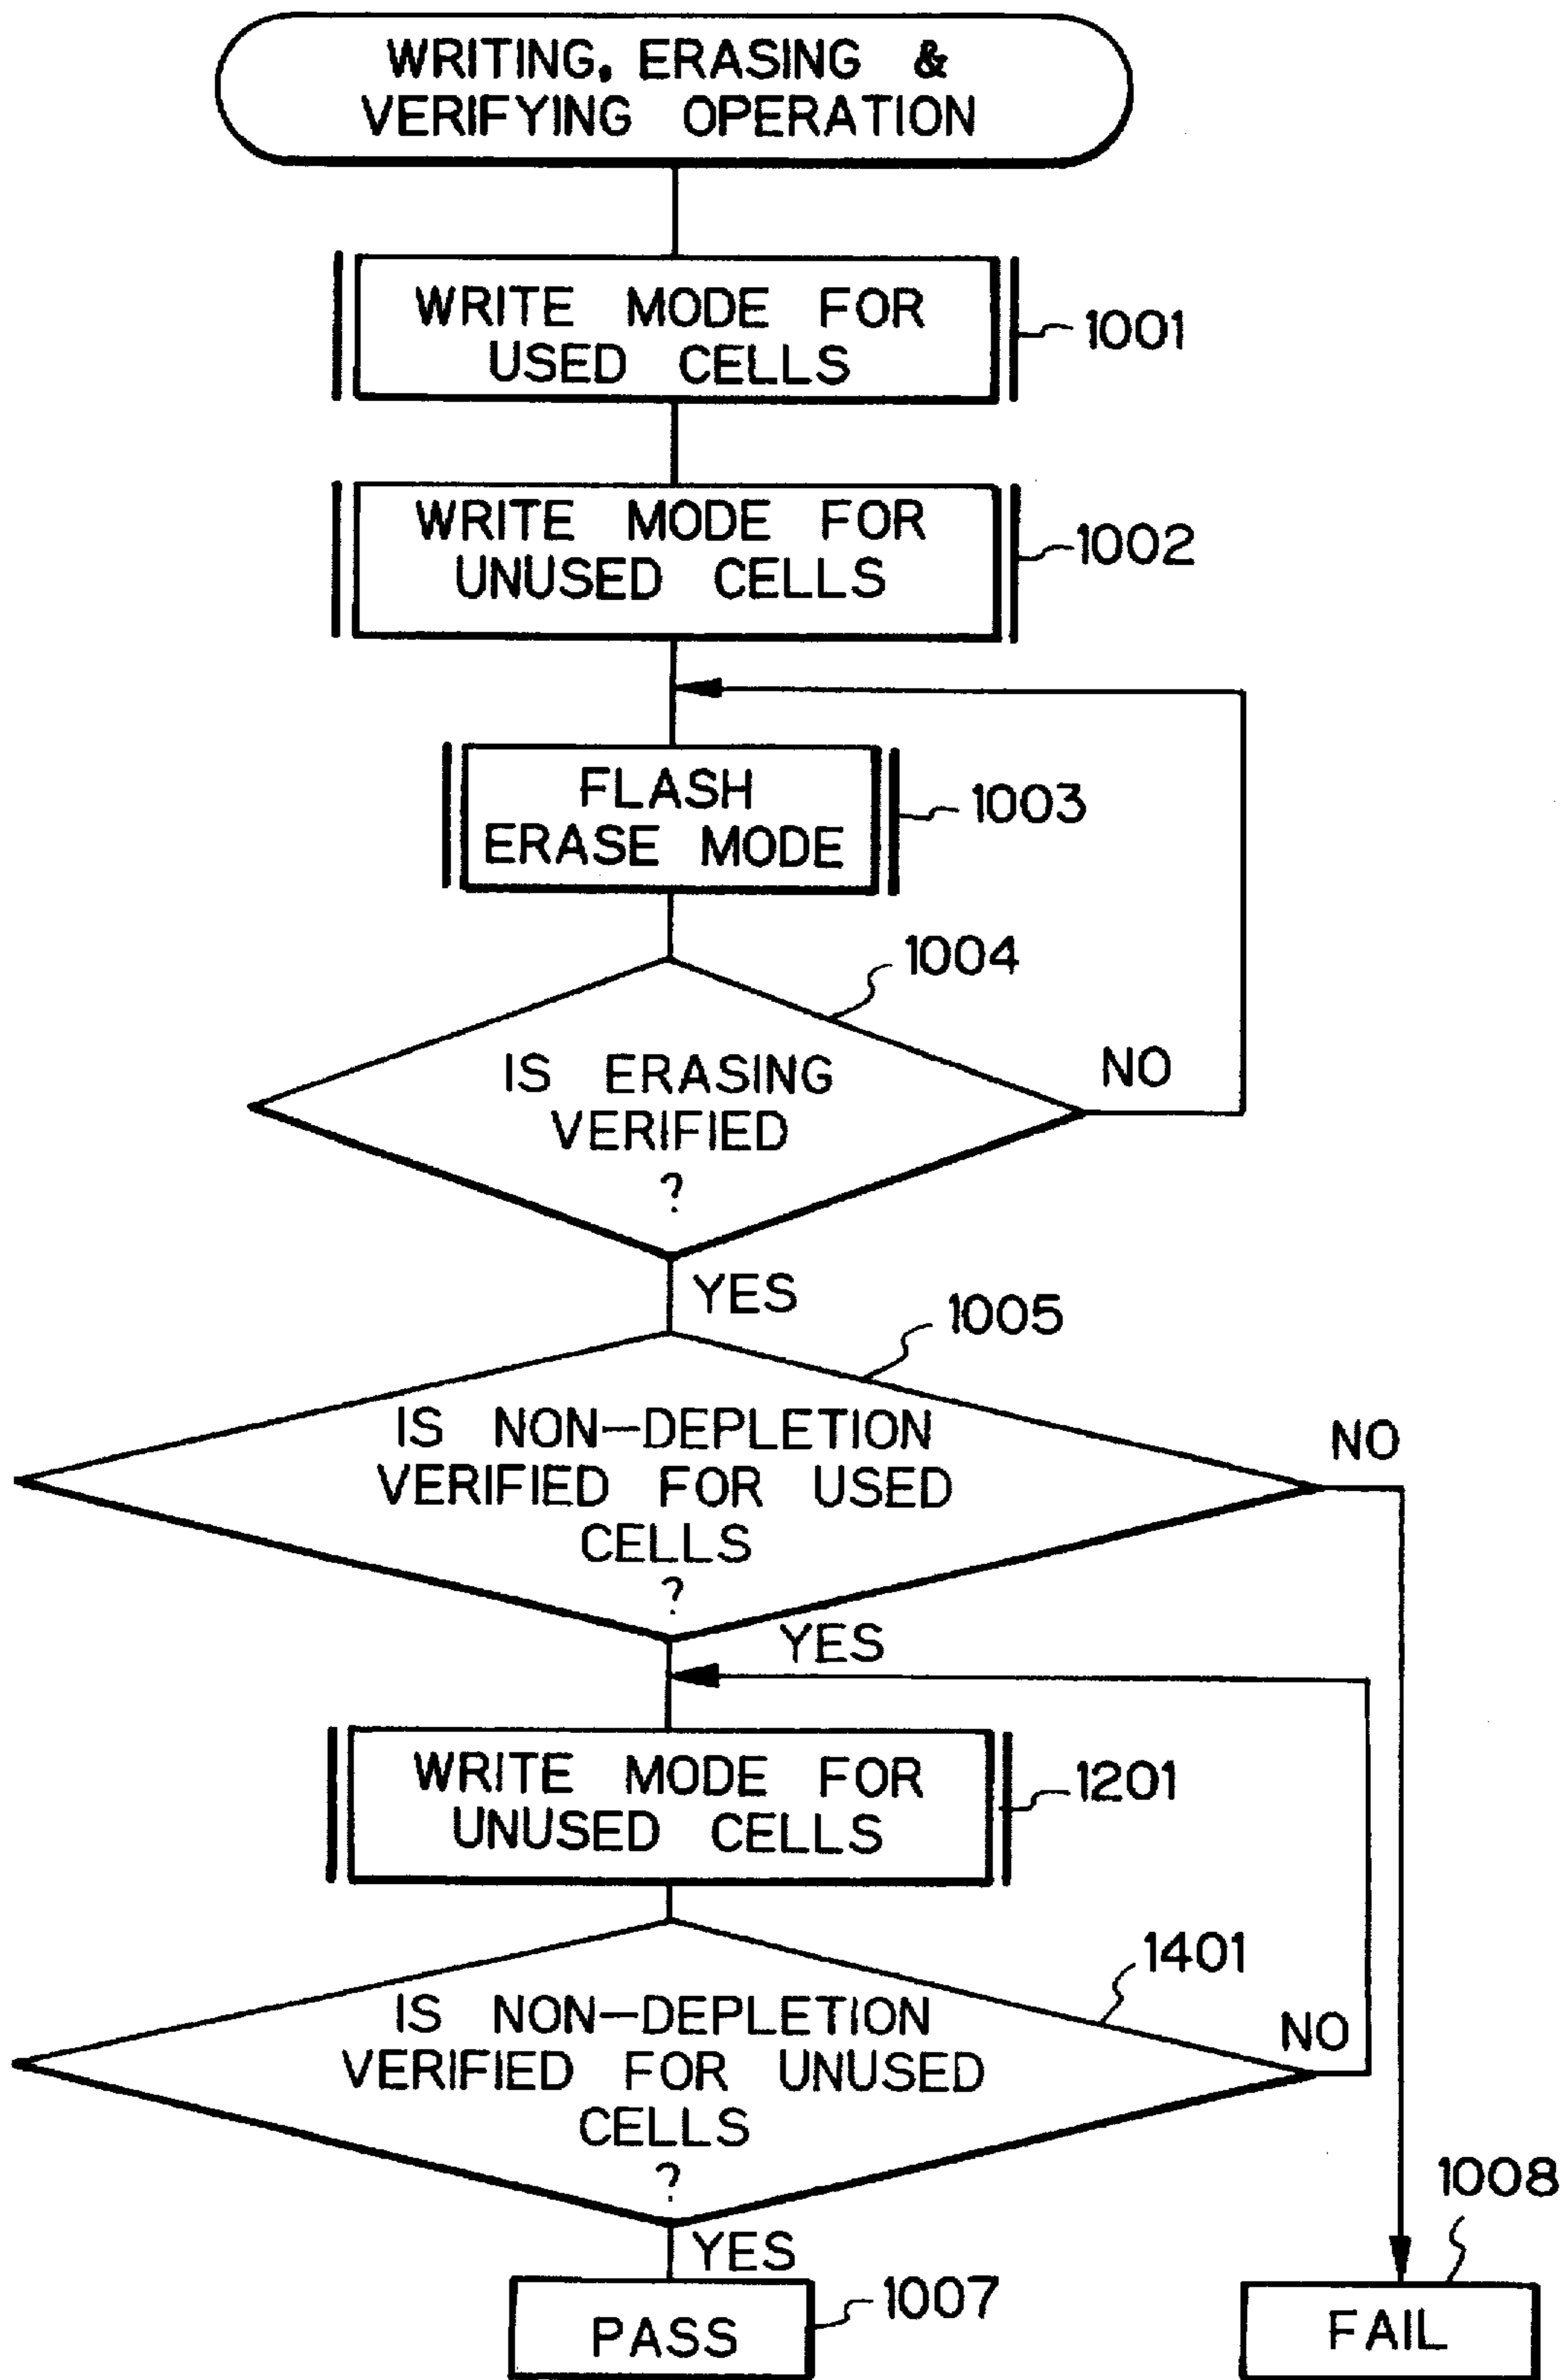 WRITING, ERASING &
VERIFYING OPERATION
WRITE MODE FOR
USED CELLS
1001
WRITE MODE FOR
UNUSED CELLS
1002
FLASH
ERASE MODE
1003
1004
IS ERASING
VERIFIED
?
NO
YES
1005
IS NON-DEPLETION
VERIFIED FOR USED
CELLS
?
NO
YES
WRITE MODE FOR
UNUSED CELLS
1201
1401
IS NON-DEPLETION
VERIFIED FOR UNUSED
CELLS
?
NO
YES
1008
PASS
1007
FAIL